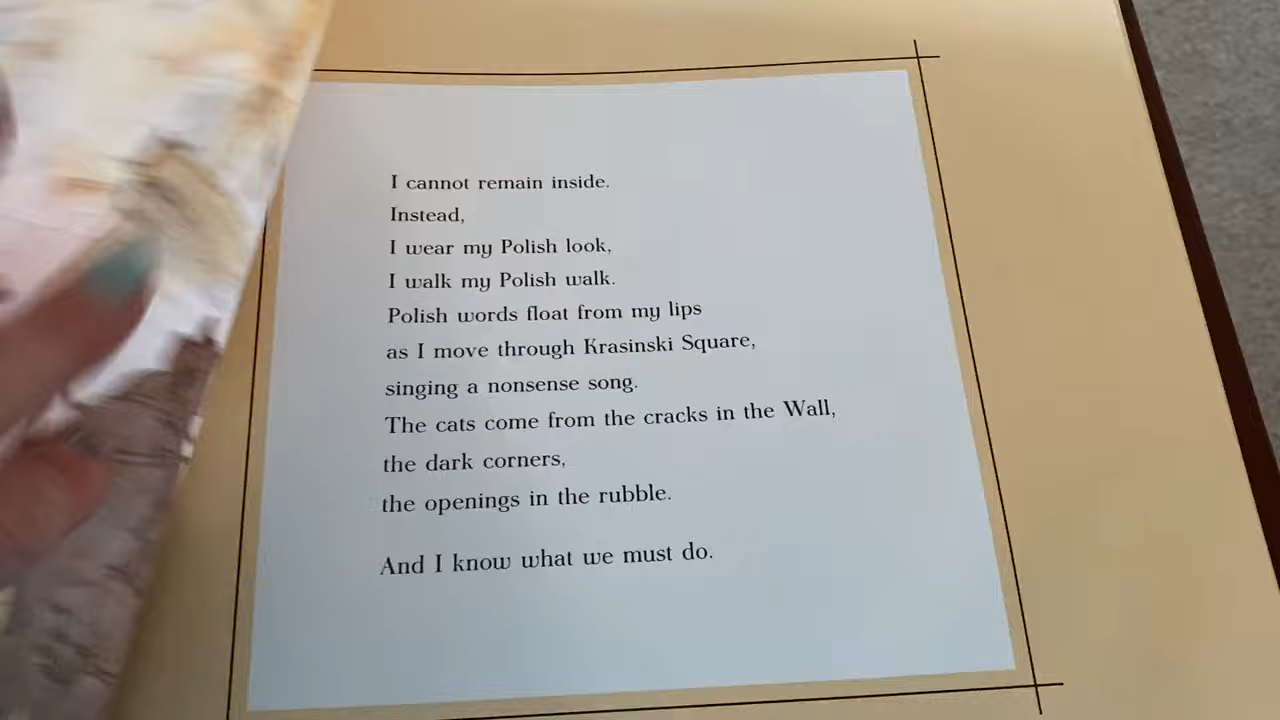 I cannot remain inside.
Instead,
I wear my Polish look,
I walk my Polish walk.
Polish words float from my lips
as I move through Krasinski Square,
singing a nonsense song.
The cats come from the cracks in the Wall,
the dark corners,
the openings in the rubble.
And I know what we must do.